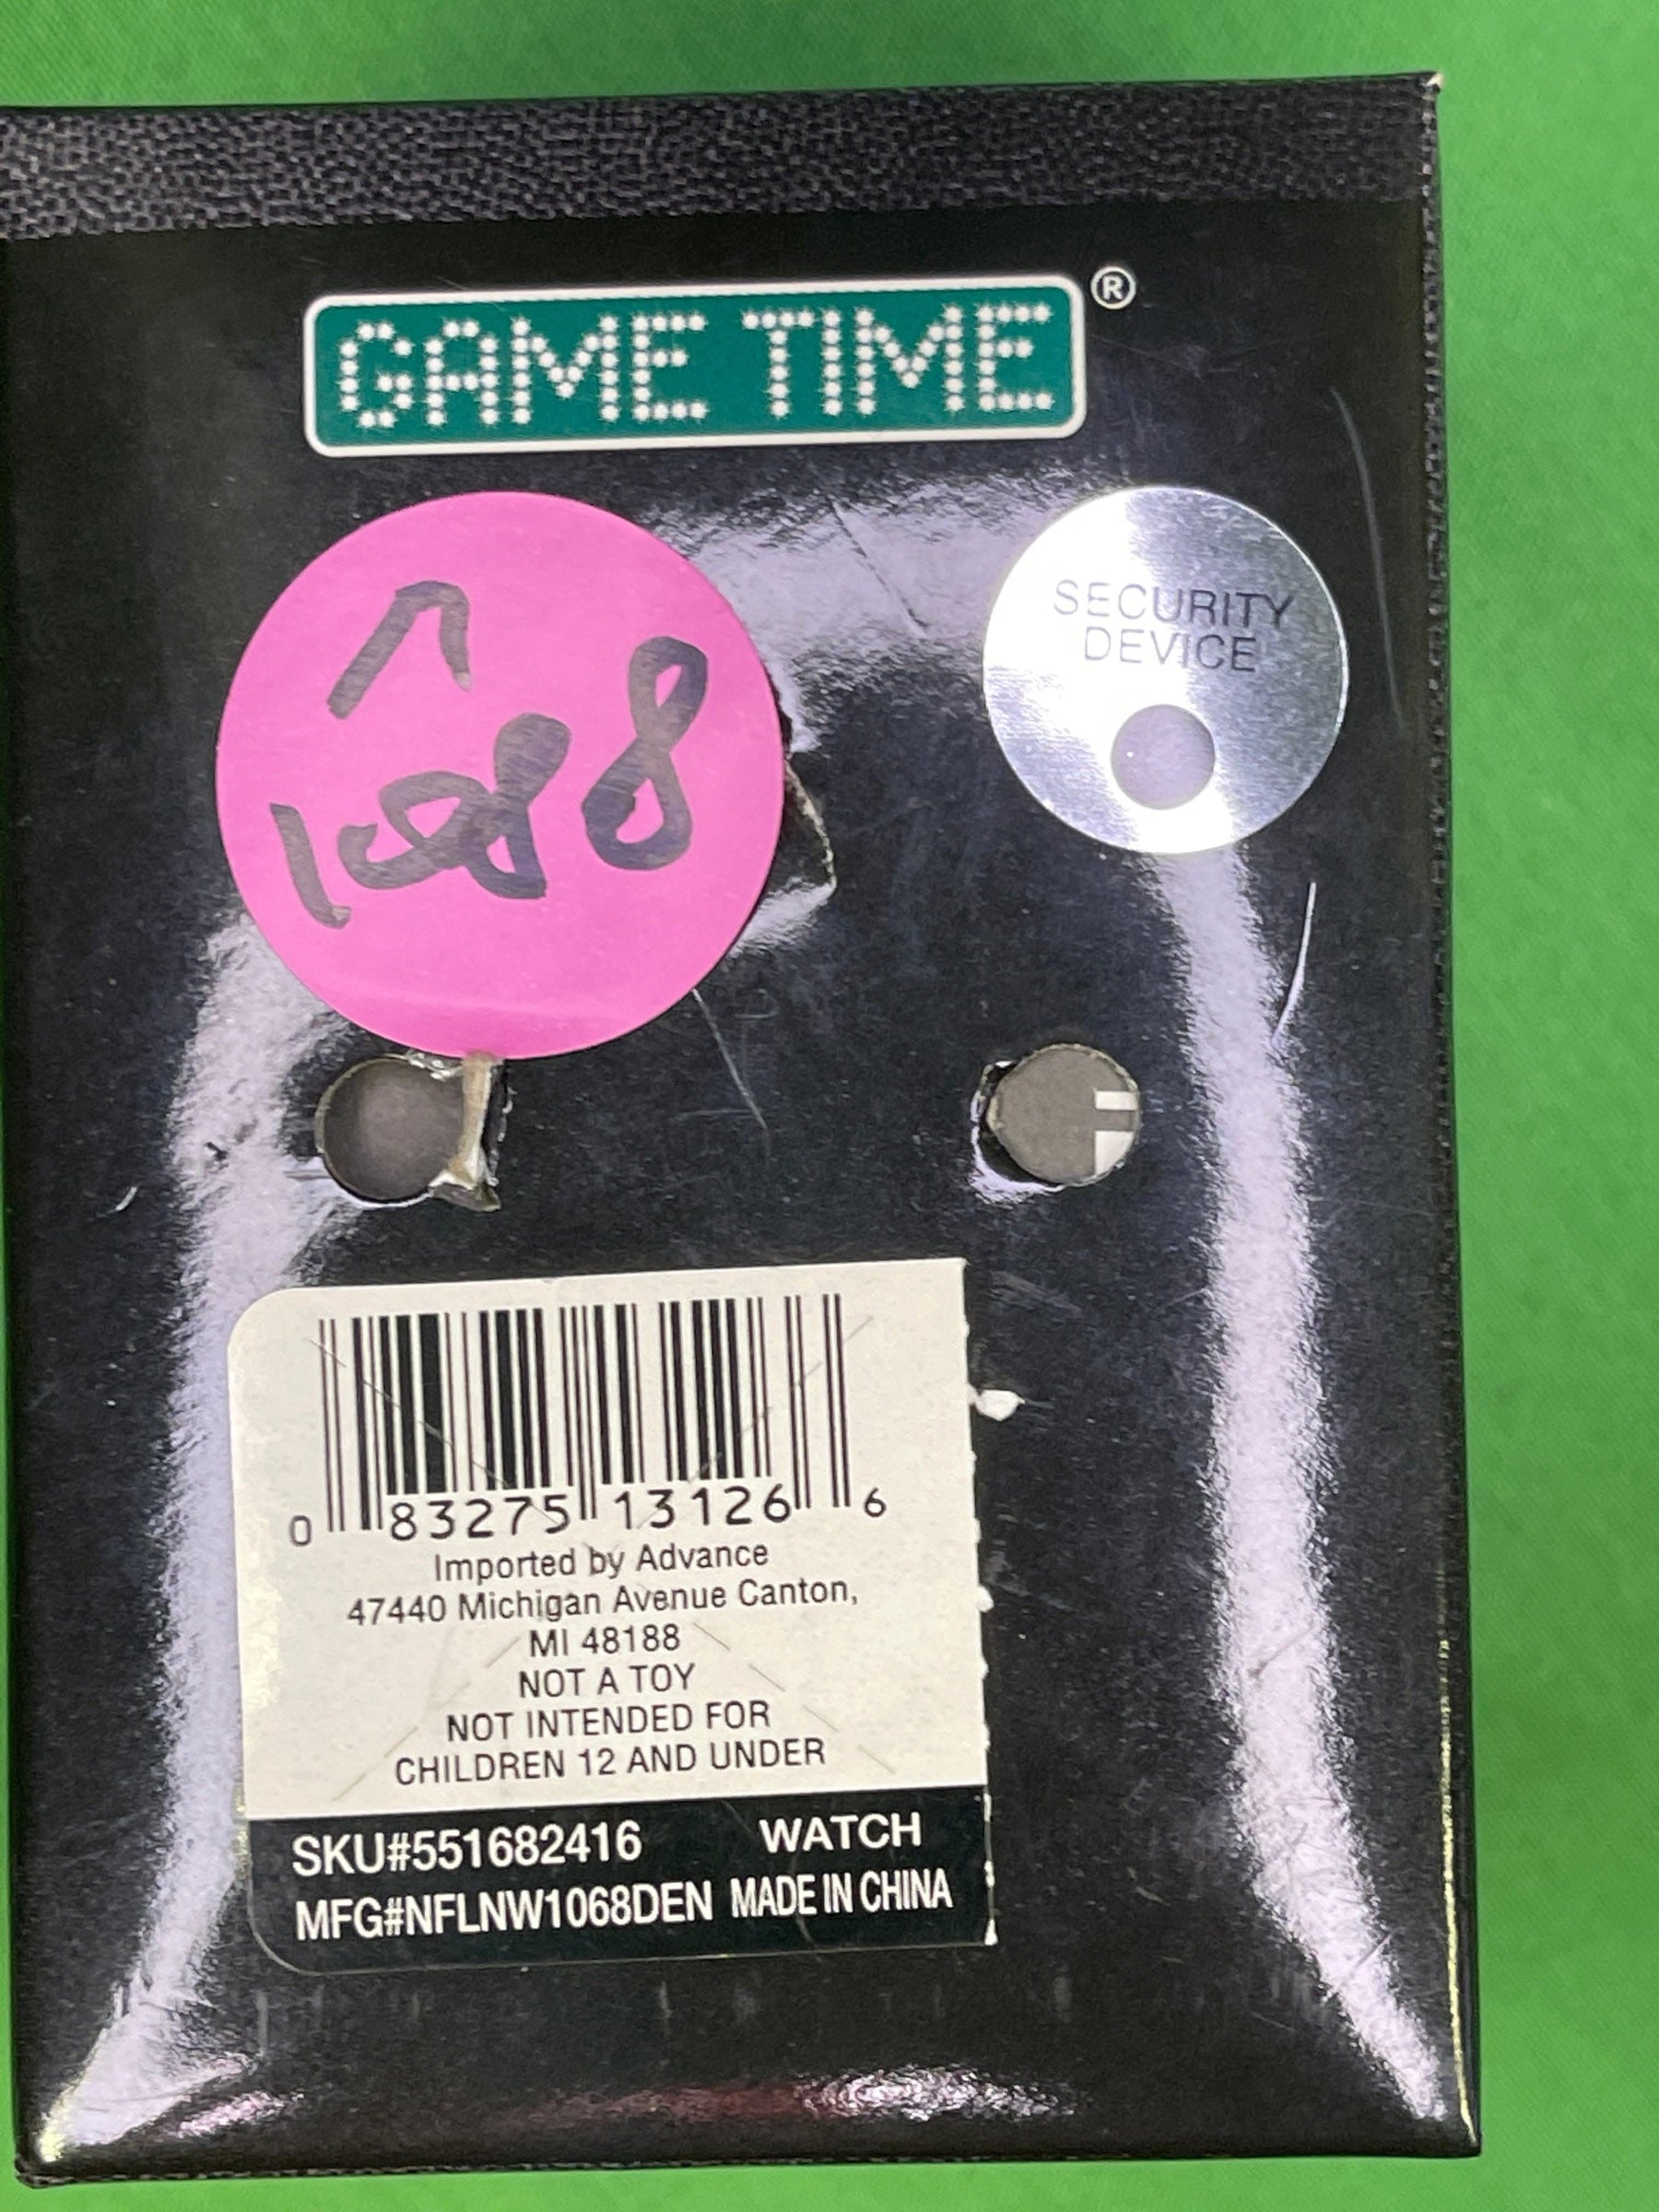 GAME TIME®
SECURITY
DEVICE
1088
0 83275 13126 6
Imported by Advance
47440 Michigan Avenue Canton,
MI 48188
NOT A TOY
NOT INTENDED FOR
CHILDREN 12 AND UNDER
SKU#551682416 WATCH
MFG#NFLNW1068DEN MADE IN CHINA